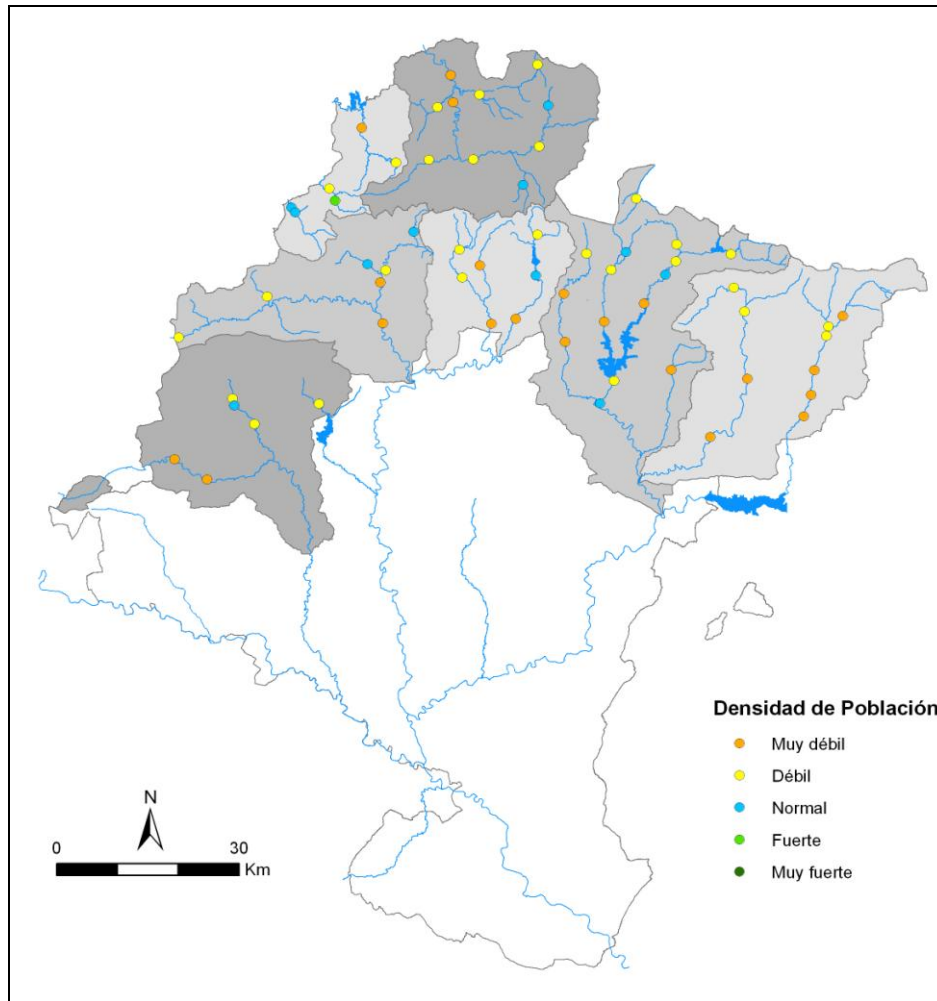 Densidad de Población
Muy débil
Débil
Normal
Fuerte
Muy fuerte
N
0 30
Km